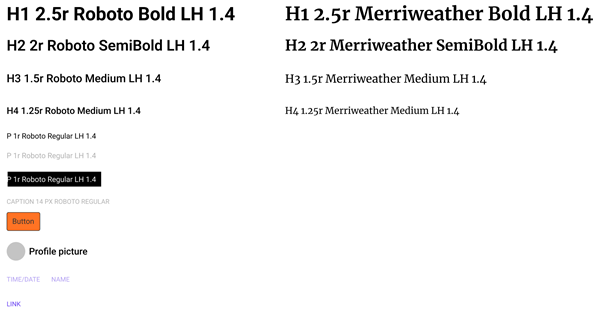 H1 2.5r Roboto Bold LH 1.4
H2 2r Roboto SemiBold LH 1.4
H3 1.5r Roboto Medium LH 1.4
H4 1.25r Roboto Medium LH 1.4
P 1r Roboto Regular LH 1.4
P 1r Roboto Regular LH 1.4
P 1r Roboto Regular LH 1.4
CAPTION 14 PX ROBOTO REGULAR
Button
Profile picture
TIME/DATE NAME
LINK
H1 2.5r Merriweather Bold LH 1.4
H2 2r Merriweather SemiBold LH 1.4
H3 1.5r Merriweather Medium LH 1.4
H4 1.25r Merriweather Medium LH 1.4